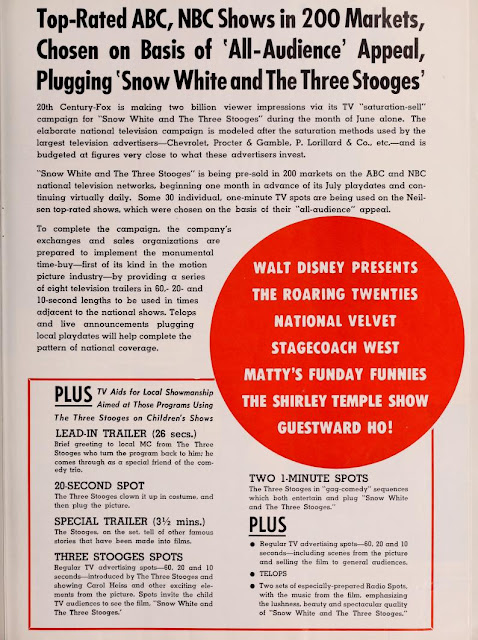 Top-Rated ABC, NBC Shows in 200 Markets,
Chosen on Basis of 'All-Audience' Appeal,
Plugging 'Snow White and The Three Stooges'
20th Century-Fox is making two billion viewer impressions via its TV "saturation-sell"
campaign for "Snow White and The Three Stooges" during the month of June alone. The
elaborate national television campaign is modeled after the saturation methods used by the
largest television advertisers—Chevrolet, Procter & Gamble, P. Lorillard & Co., etc.—and is
budgeted at figures very close to what these advertisers invest.
"Snow White and The Three Stooges" is being pre-sold in 200 markets on the ABC and NBC
national television networks, beginning one month in advance of its July playdates and con-
tinuing virtually daily. Some 30 individual, one-minute TV spots are being used on the Neil-
sen top-rated shows, which were chosen on the basis of their "all-audience" appeal.
To complete the campaign, the company's
exchanges and sales organizations are
prepared to implement the monumental
time-buy—first of its kind in the motion
picture industry—by providing a series
of eight television trailers in 60,- 20- and
10-second lengths to be used in times
adjacent to the national shows. Telops
and live announcements plugging
local playdates will help complete the
pattern of national coverage.
WALT DISNEY PRESENTS
THE ROARING TWENTIES
NATIONAL VELVET
STAGECOACH WEST
MATTY'S FUNDAY FUNNIES
THE SHIRLEY TEMPLE SHOW
GUESTWARD HO!
PLUS TV Aids for Local Showmanship
Aimed at Those Programs Using
The Three Stooges on Children's Shows
LEAD-IN TRAILER (26 secs.)
Brief greeting to local MC from The Three
Stooges who turn the program back to him; he
comes through as a special friend of the com-
edy trio.
20-SECOND SPOT
The Three Stooges clown it up in costume, and
then plug the picture.
SPECIAL TRAILER (3½ mins.)
The Stooges, on the set, tell of other famous
stories that have been made into films.
THREE STOOGES SPOTS
Regular TV advertising spots—60, 20 and 10
seconds—introduced by The Three Stooges and
showing Carol Heiss and other exciting ele-
ments from the picture. Spots invite the child
TV audiences to see the film, "Snow White and
The Three Stooges."
TWO 1-MINUTE SPOTS
The Three Stooges in "gag-comedy" sequences
which both entertain and plug "Snow White
and The Three Stooges."
PLUS
● Regular TV advertising spots—60, 20 and 10
seconds—including scenes from the picture
and selling the film to general audiences.
● TELOPS
● Two sets of especially-prepared Radio Spots,
with the music from the film, emphasizing
the lushness, beauty and spectacular quality
of "Snow White and The Three Stooges."